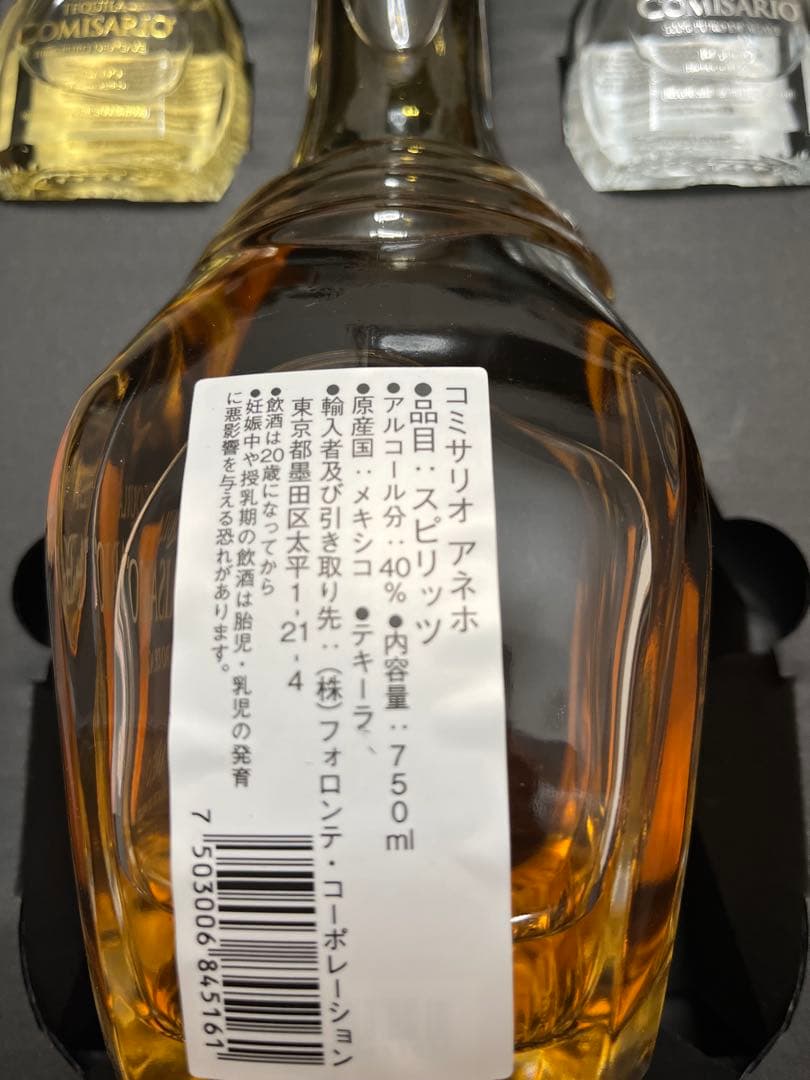 TEQUILA
COMISARIO
COMISARIO
コミサリオ アネホ
●品目：スピリッツ
●アルコール分：40% ●内容量：750ml
●原産国：メキシコ ●テキーラ
●輸入者及び引き取り先：(株)フォロンテ・コーポレーション
東京都墨田区太平1-21-4
●飲酒は20歳になってから
●妊娠中や授乳期の飲酒は胎児・乳児の発育
に悪影響を与える恐れがあります。
7 503006 845161